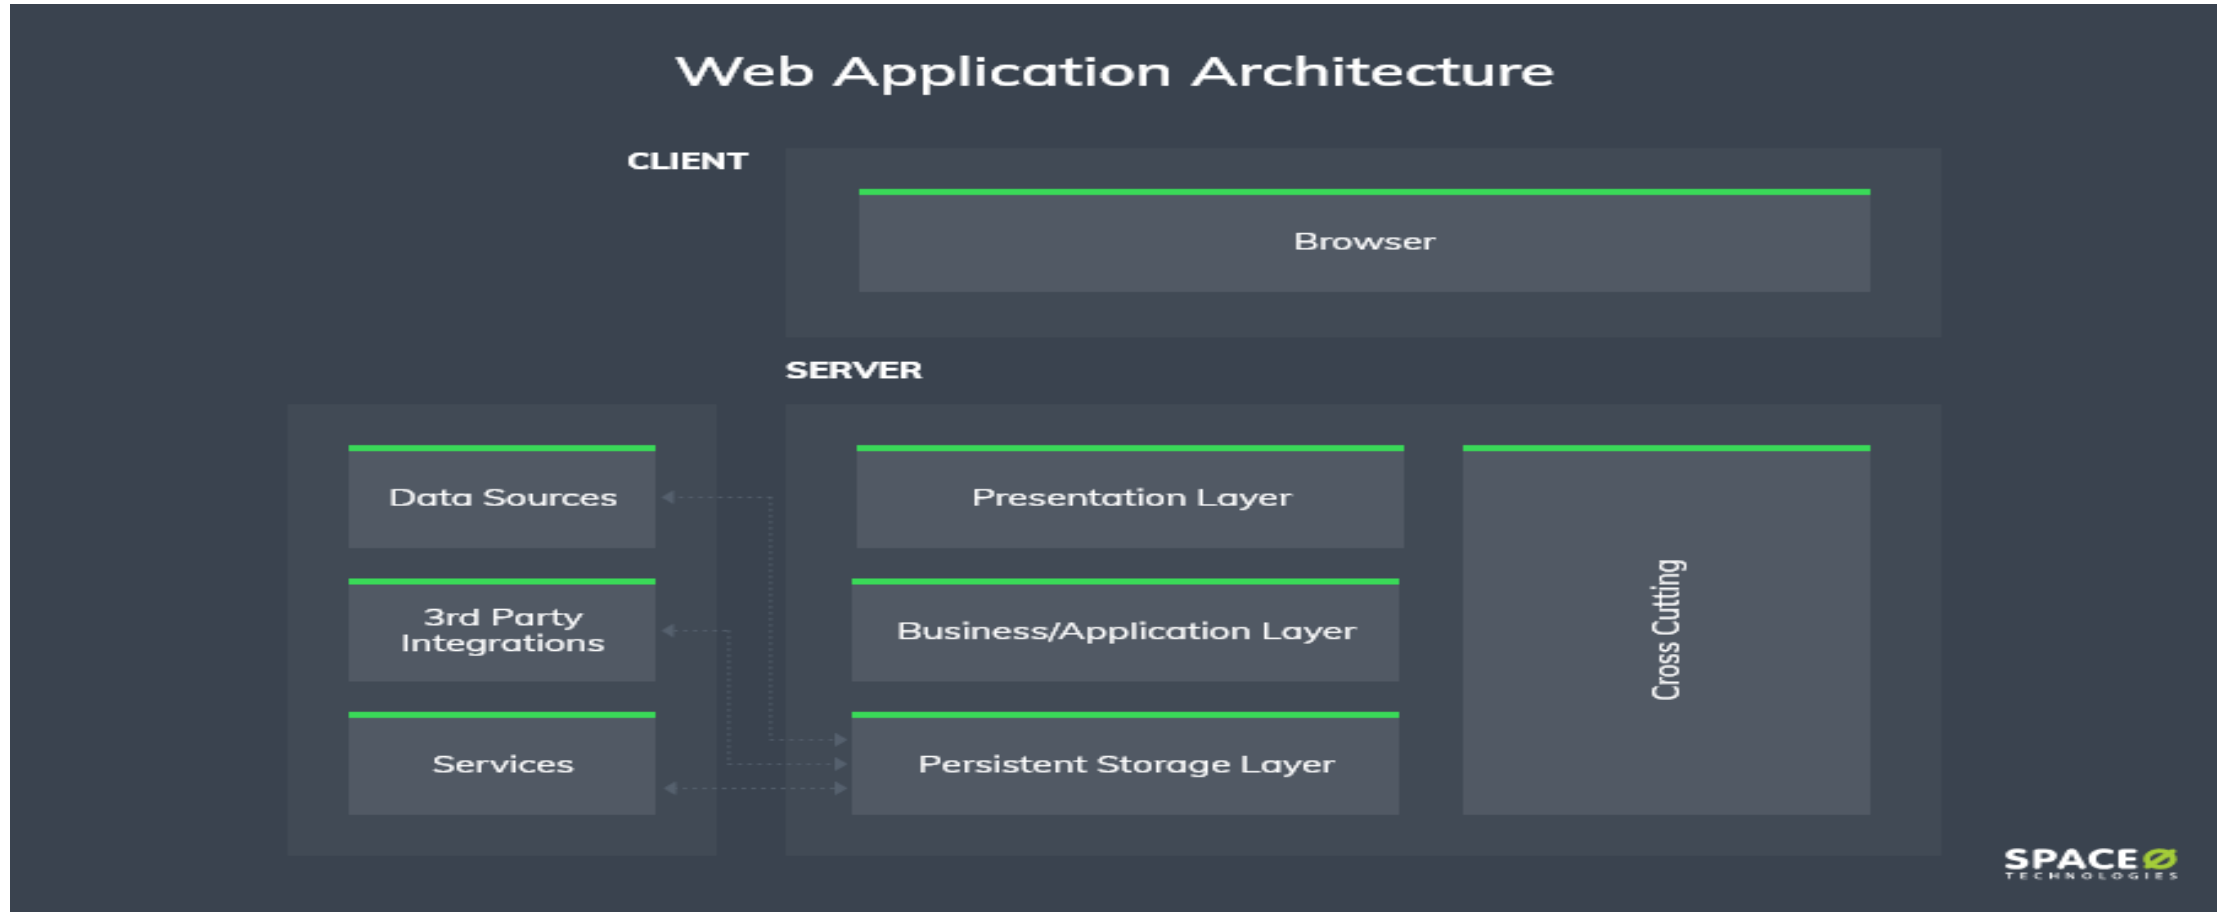 Web Application Architecture
CLIENT
Browser
SERVER
Data Sources
Presentation Layer
Cross Cutting
3rd Party
Integrations
Business/Application Layer
Services
Persistent Storage Layer
SPACEO
TECHNOLOGIES